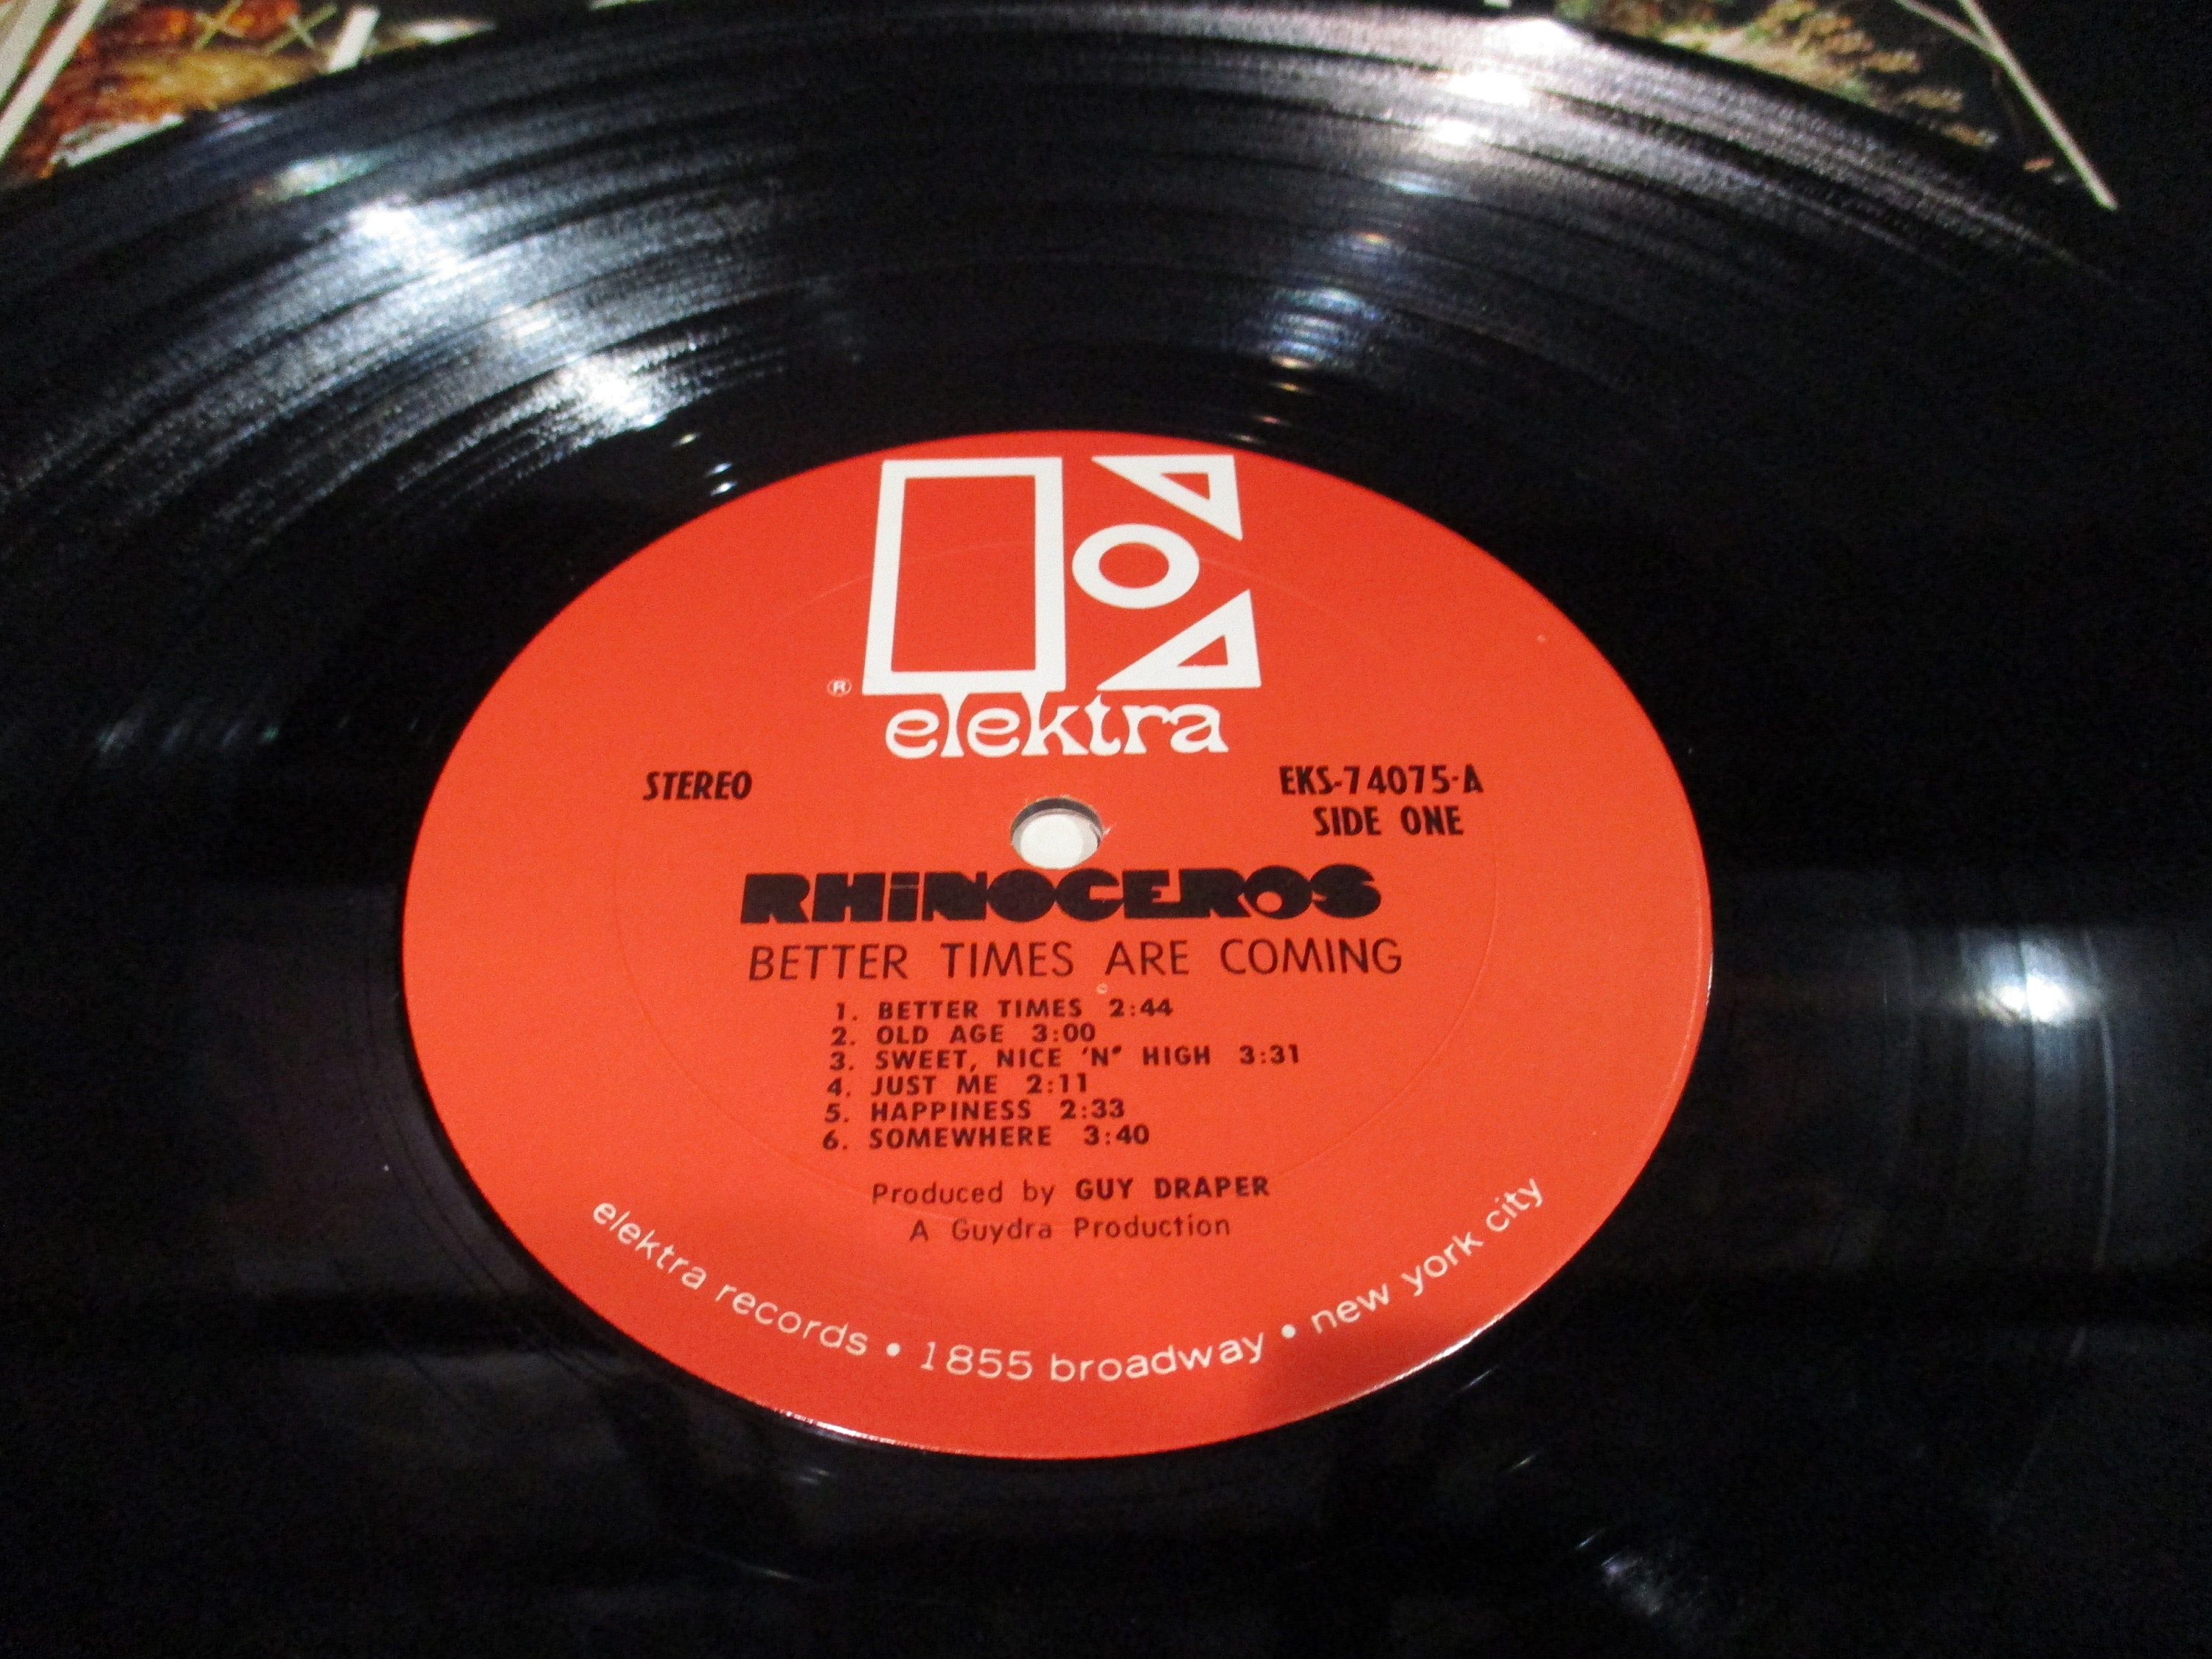 ®
elektra
STEREO
EKS-74075-A
SIDE ONE
RHiNOCEROS
BETTER TIMES ARE COMING
1. BETTER TIMES 2:44
2. OLD AGE 3:00
3. SWEET, NICE 'N' HIGH 3:31
4. JUST ME 2:11
5. HAPPINESS 2:33
6. SOMEWHERE 3:40
Produced by GUY DRAPER
A Guydra Production
elektra records • 1855 broadway • new york city